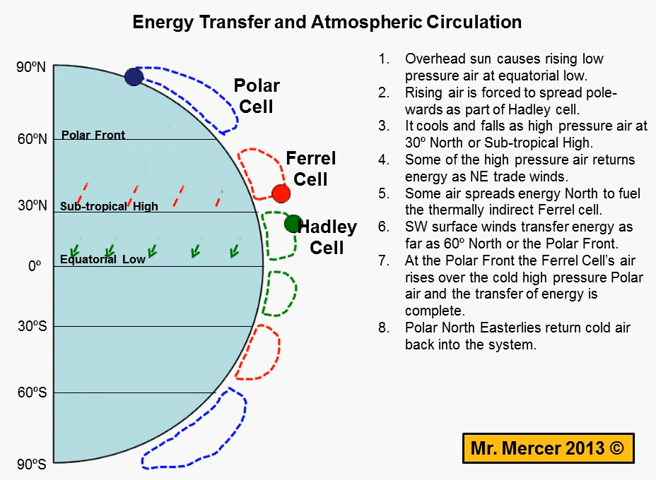 Energy Transfer and Atmospheric Circulation
90ºN
60ºN
30ºN
0º
30ºS
60ºS
90ºS
Polar Front
Sub-tropical High
Equatorial Low
Polar
Cell
Ferrel
Cell
Hadley
Cell
1. Overhead sun causes rising low
pressure air at equatorial low.
2. Rising air is forced to spread pole-
wards as part of Hadley cell.
3. It cools and falls as high pressure air at
30º North or Sub-tropical High.
4. Some of the high pressure air returns
energy as NE trade winds.
5. Some air spreads energy North to fuel
the thermally indirect Ferrel cell.
6. SW surface winds transfer energy as
far as 60º North or the Polar Front.
7. At the Polar Front the Ferrel Cell's air
rises over the cold high pressure Polar
air and the transfer of energy is
complete.
8. Polar North Easterlies return cold air
back into the system.
Mr. Mercer 2013 ©